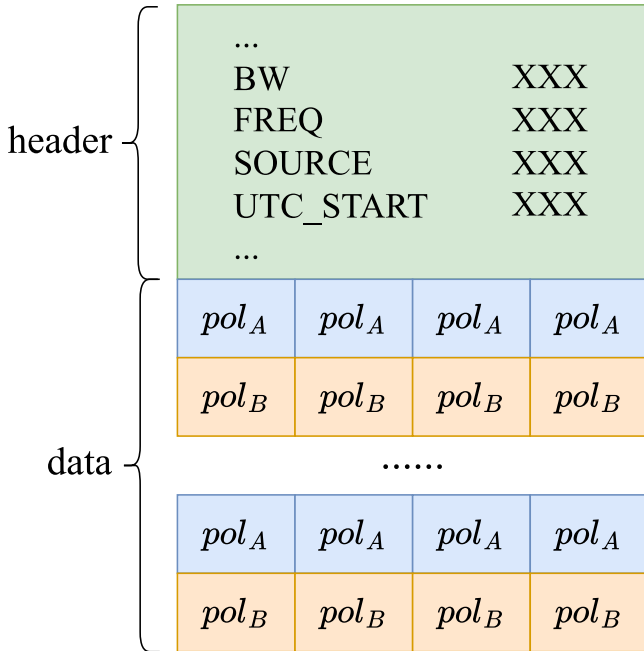 ...
BW XXX
FREQ XXX
header
SOURCE XXX
UTC_START XXX
...
pol_A pol_A pol_A pol_A
pol_B pol_B pol_B pol_B
data
......
pol_A pol_A pol_A pol_A
pol_B pol_B pol_B pol_B